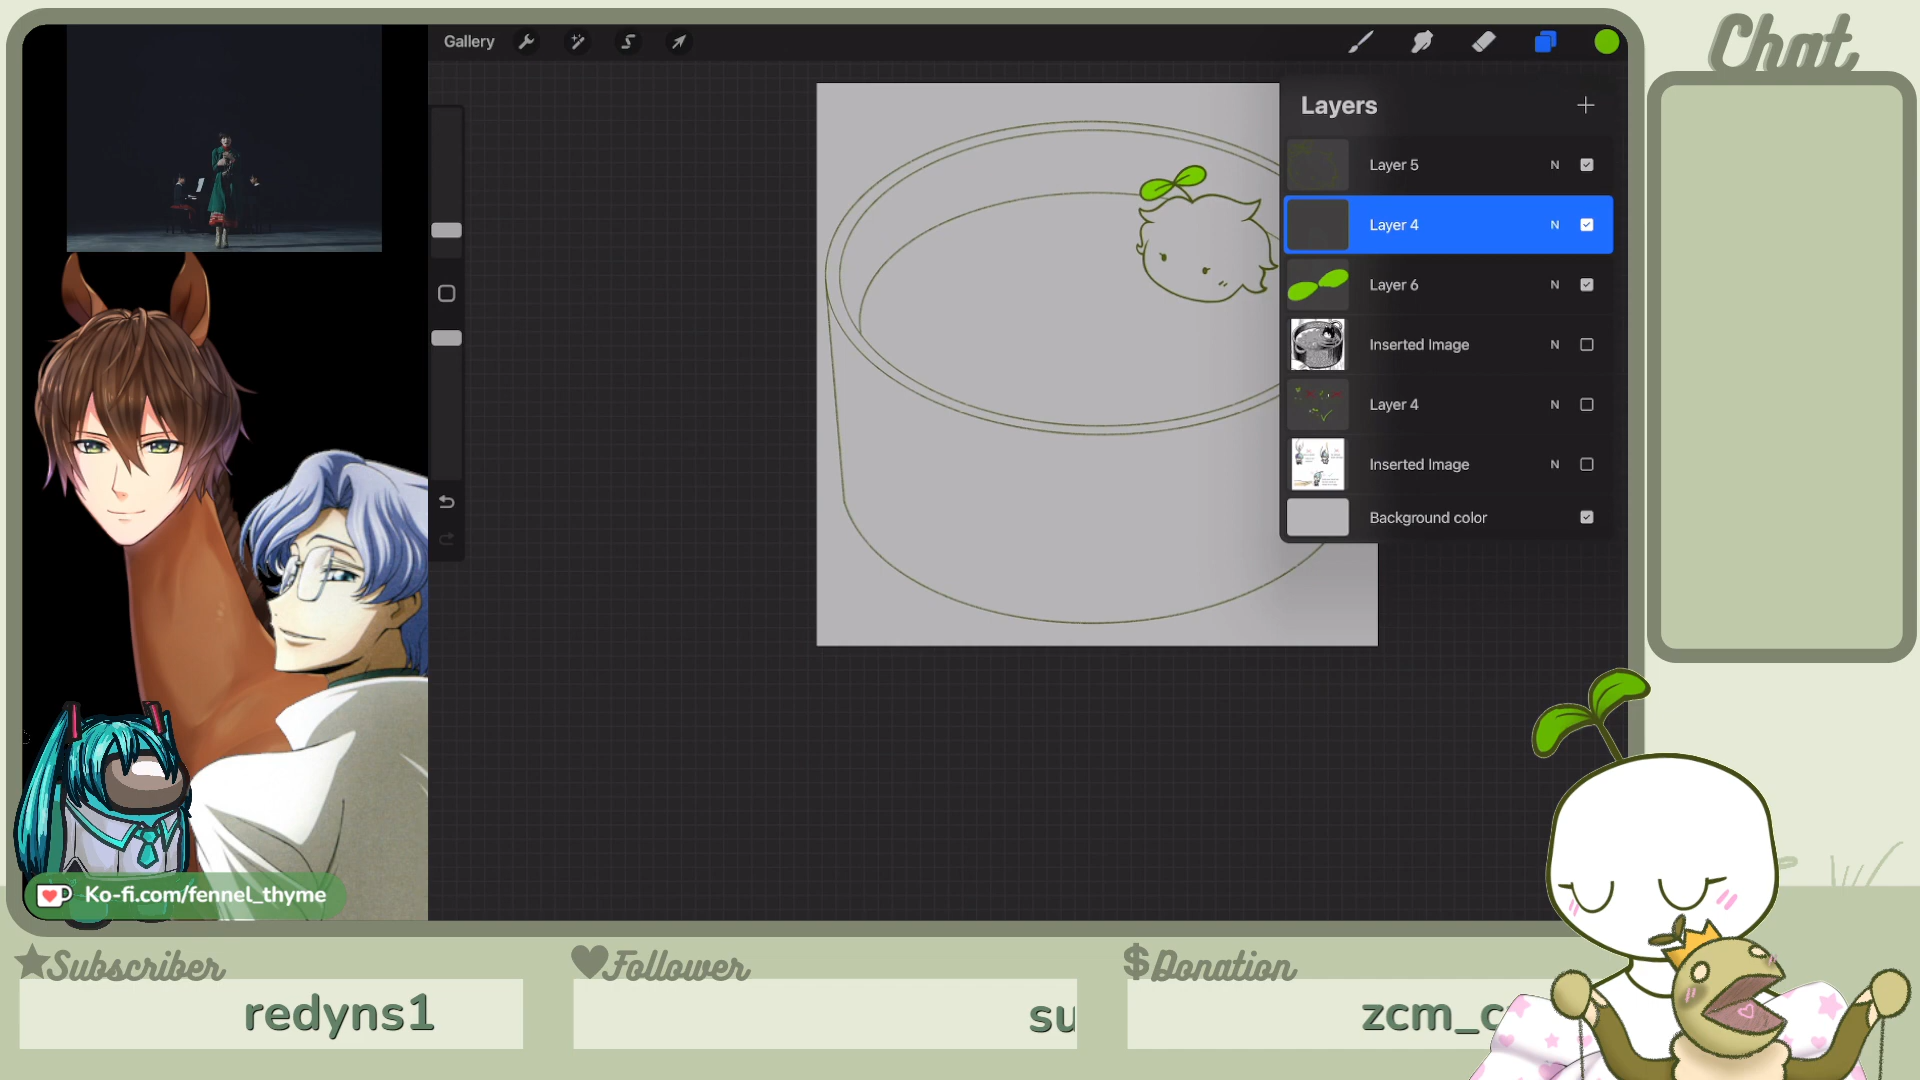 Chat
Gallery
Layers
Layer 5
N
Layer 4
N
Layer 6
N
Inserted Image
N
Layer 4
N
Inserted Image
N
Background color
Ko-fi.com/fennel_thyme
Subscriber
Follower
$Donation
redyns1
su
zcm_c